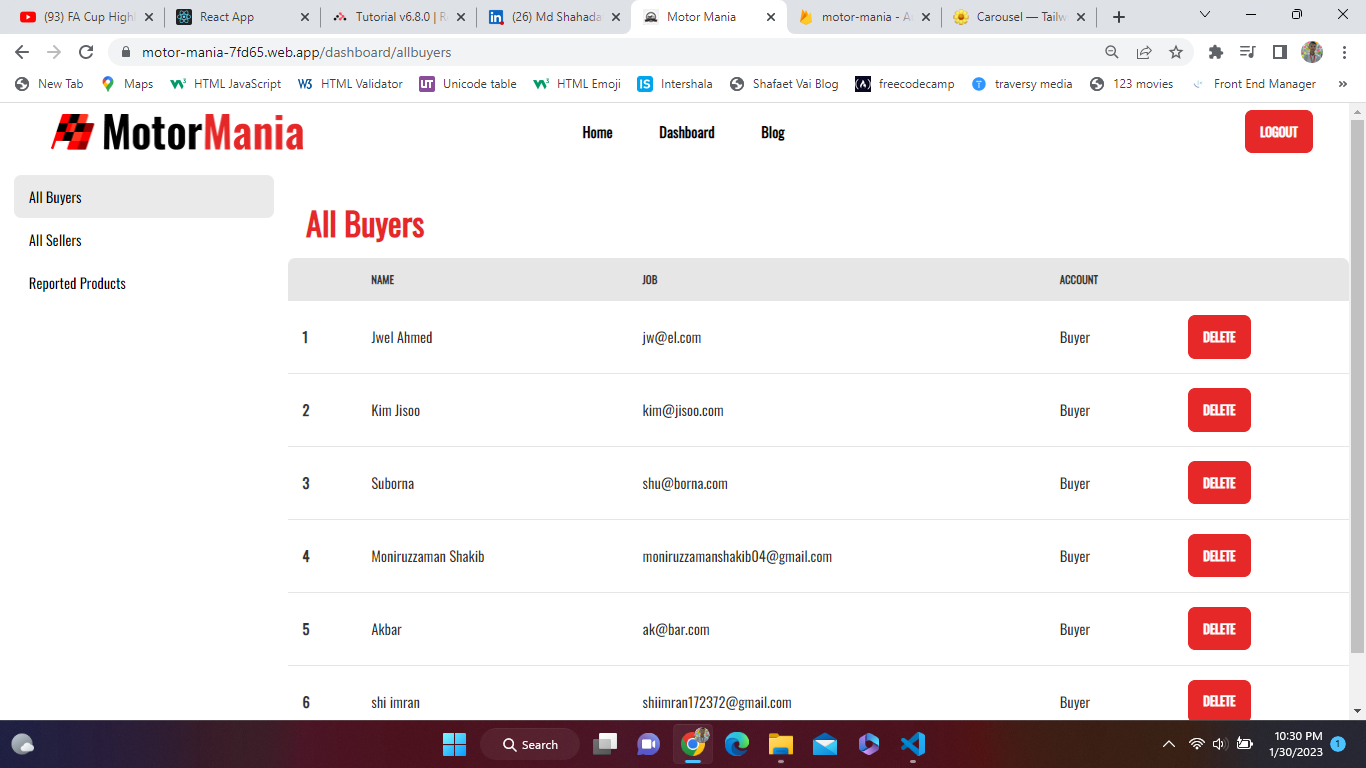 (93) FA Cup High
React App
Tutorial v6.8.0 | R
(26) Md Shahada
Motor Mania
motor-mania - A
Carousel — Tailw
motor-mania-7fd65.web.app/dashboard/allbuyers
New Tab
Maps
HTML JavaScript
HTML Validator
Unicode table
HTML Emoji
Intershala
Shafaet Vai Blog
freecodecamp
traversy media
123 movies
Front End Manager
MotorMania
Home
Dashboard
Blog
LOGOUT
All Buyers
All Sellers
Reported Products
All Buyers
NAME JOB ACCOUNT
1 Jwel Ahmed jw@el.com Buyer DELETE
2 Kim Jisoo kim@jisoo.com Buyer DELETE
3 Suborna shu@borna.com Buyer DELETE
4 Moniruzzaman Shakib moniruzzamanshakib04@gmail.com Buyer DELETE
5 Akbar ak@bar.com Buyer DELETE
6 shi imran shiimran172372@gmail.com Buyer DELETE
Search
10:30 PM
1/30/2023
1